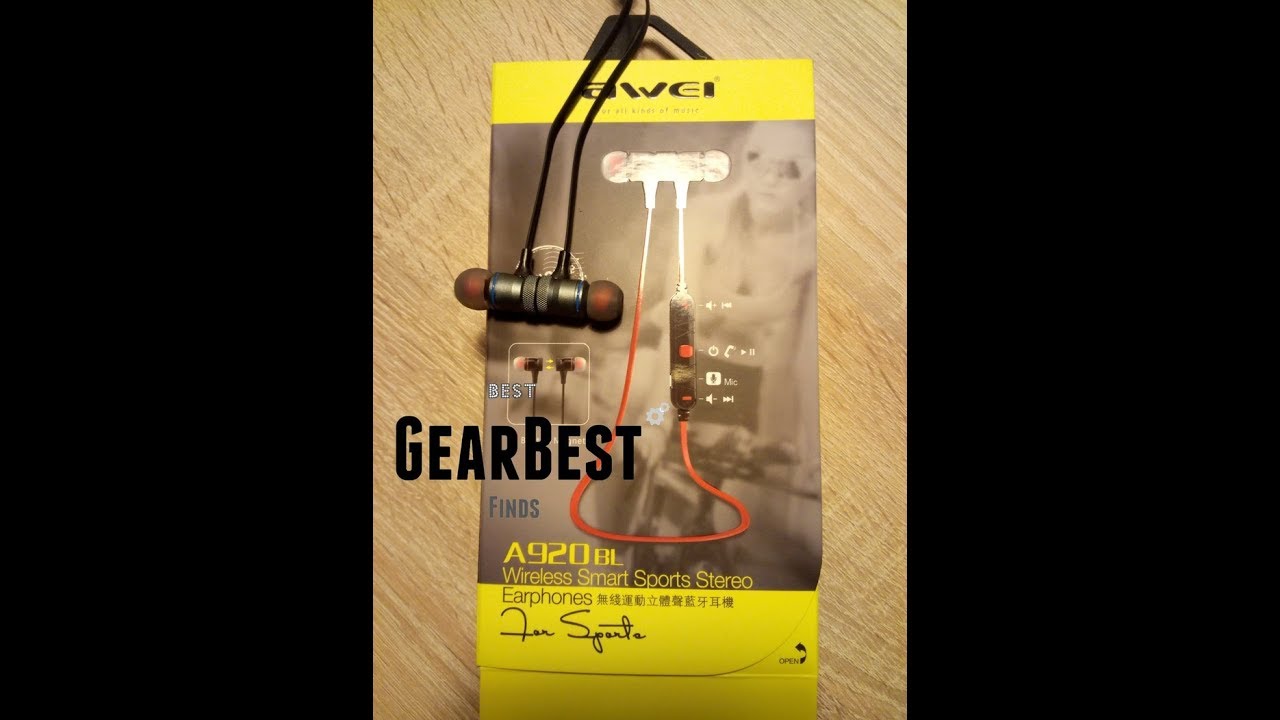 awei®
for all kinds of music
Mic
BEST
GEARBEST
FINDS
A920BL
Wireless Smart Sports Stereo
Earphones 無綫運動立體聲藍牙耳機
For Sports
OPEN